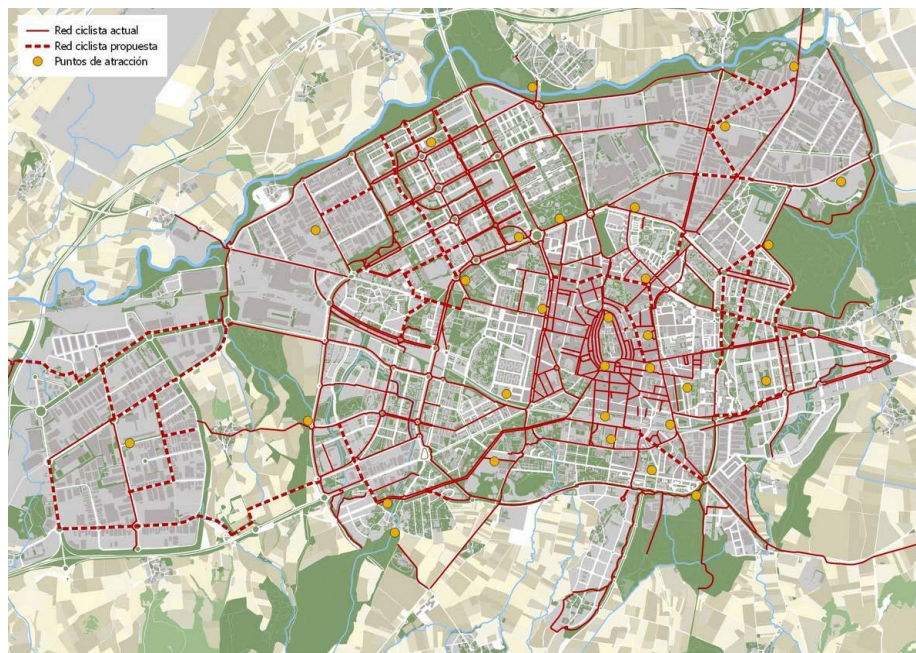 Red ciclista actual
Red ciclista propuesta
Puntos de atracción